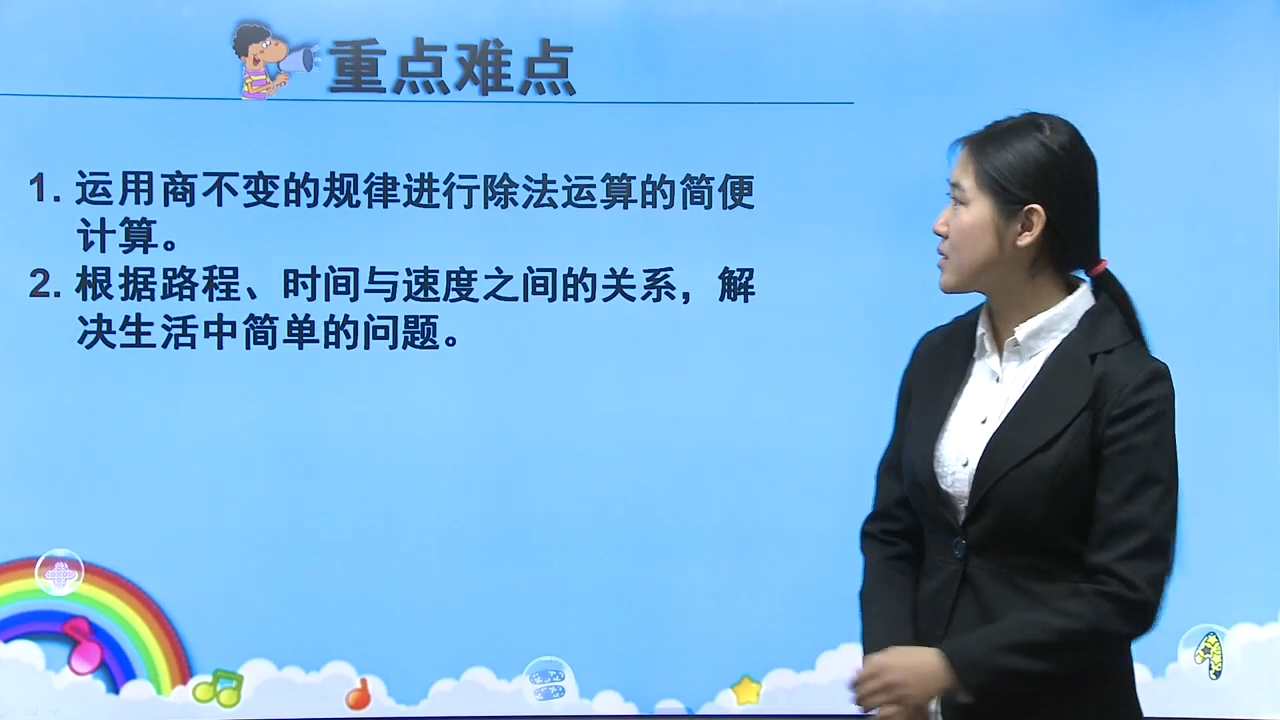 重点难点
1. 运用商不变的规律进行除法运算的简便
计算。
2. 根据路程、时间与速度之间的关系，解
决生活中简单的问题。